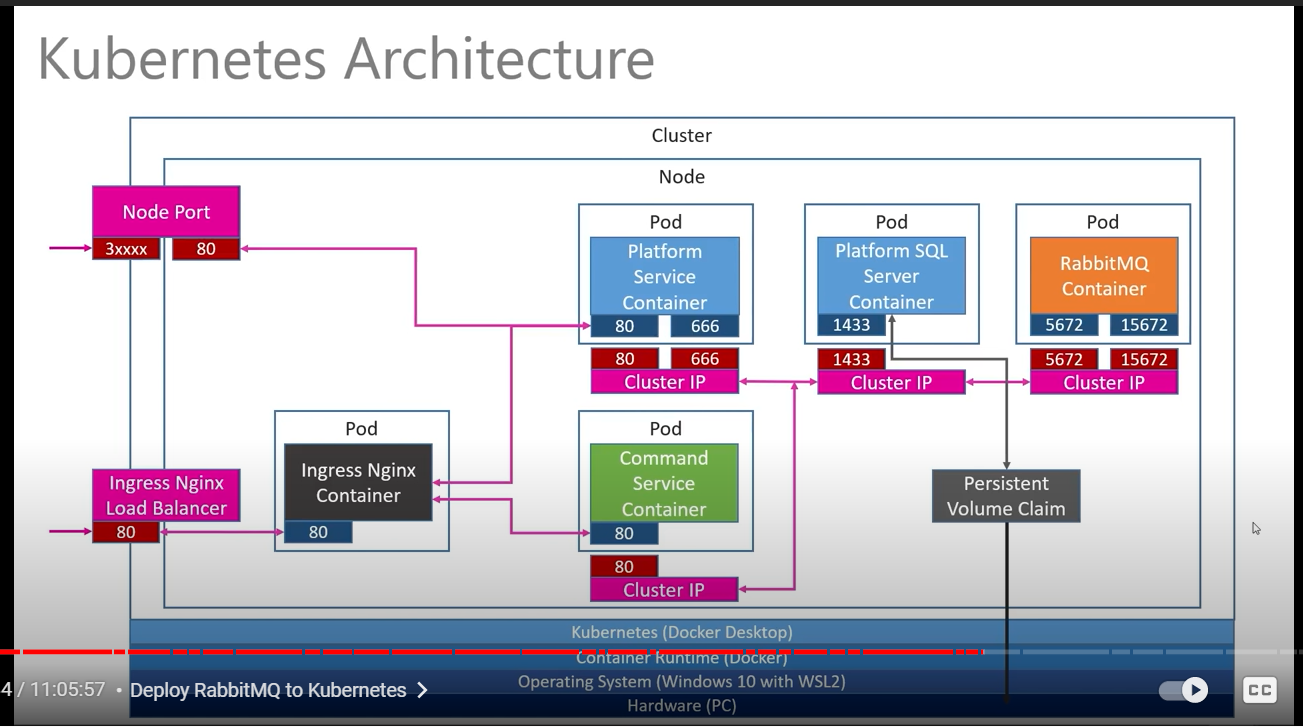 Kubernetes Architecture
Cluster
Node
Node Port
3xxxx
80
Pod
Platform
Service
Container
80
666
80
666
Cluster IP
Pod
Platform SQL
Server
Container
1433
1433
Cluster IP
Pod
RabbitMQ
Container
5672
15672
5672
15672
Cluster IP
Ingress Nginx
Load Balancer
80
Pod
Ingress Nginx
Container
80
Pod
Command
Service
Container
80
80
Cluster IP
Persistent
Volume Claim
Kubernetes (Docker Desktop)
Container Runtime (Docker)
Operating System (Windows 10 with WSL2)
Hardware (PC)
4 / 11:05:57 • Deploy RabbitMQ to Kubernetes
CC